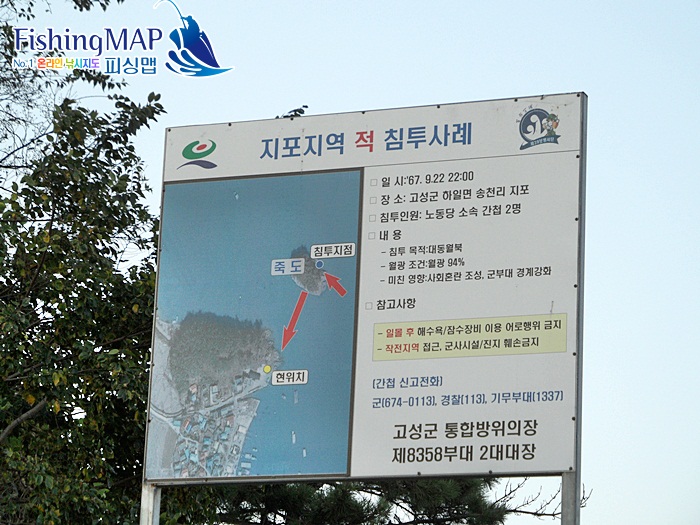 FishingMAP
No.1 온라인.낚시지도 피싱맵
지포지역 적 침투사례
□ 일 시:'67. 9.22 22:00
□ 장 소: 고성군 하일면 송천리 지포
□ 침투인원: 노동당 소속 간첩 2명
□ 내 용
- 침투 목적:대동월북
- 월광 조건:월광 94%
- 미친 영향:사회혼란 조성, 군부대 경계강화
□ 참고사항
- 일몰 후 해수욕/잠수장비 이용 어로행위 금지
- 작전지역 접근, 군사시설/진지 훼손금지
(간첩 신고전화)
군(674-0113), 경찰(113), 기무부대(1337)
고성군 통합방위의장
제8358부대 2대대장
침투지점
죽 도
현위치